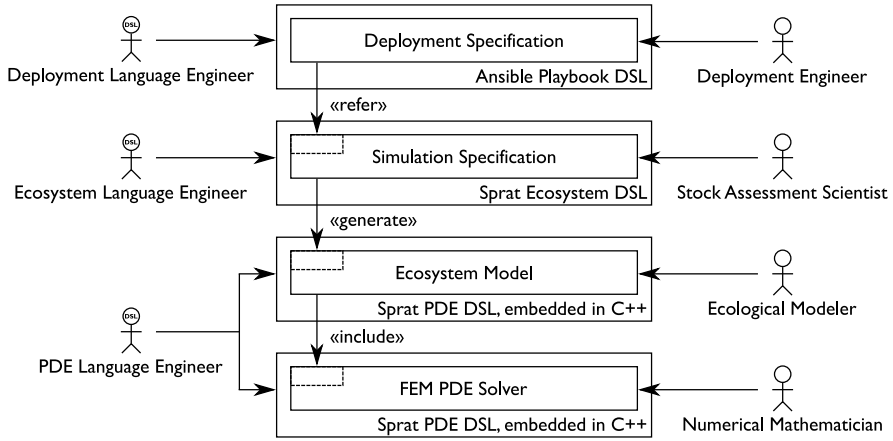 DSL
Deployment Specification
Deployment Language Engineer
Ansible Playbook DSL
Deployment Engineer
«refer»
DSL
Simulation Specification
Ecosystem Language Engineer
Sprat Ecosystem DSL
Stock Assessment Scientist
«generate»
Ecosystem Model
Sprat PDE DSL, embedded in C++
Ecological Modeler
DSL
PDE Language Engineer
«include»
FEM PDE Solver
Sprat PDE DSL, embedded in C++
Numerical Mathematician